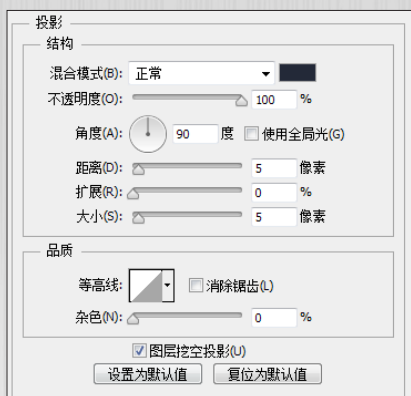 投影
结构
混合模式(B): 正常
不透明度(O): 100 %
角度(A): 90 度 使用全局光(G)
距离(D): 5 像素
扩展(R): 0 %
大小(S): 5 像素
品质
等高线: 消除锯齿(L)
杂色(N): 0 %
图层挖空投影(U)
设置为默认值 复位为默认值